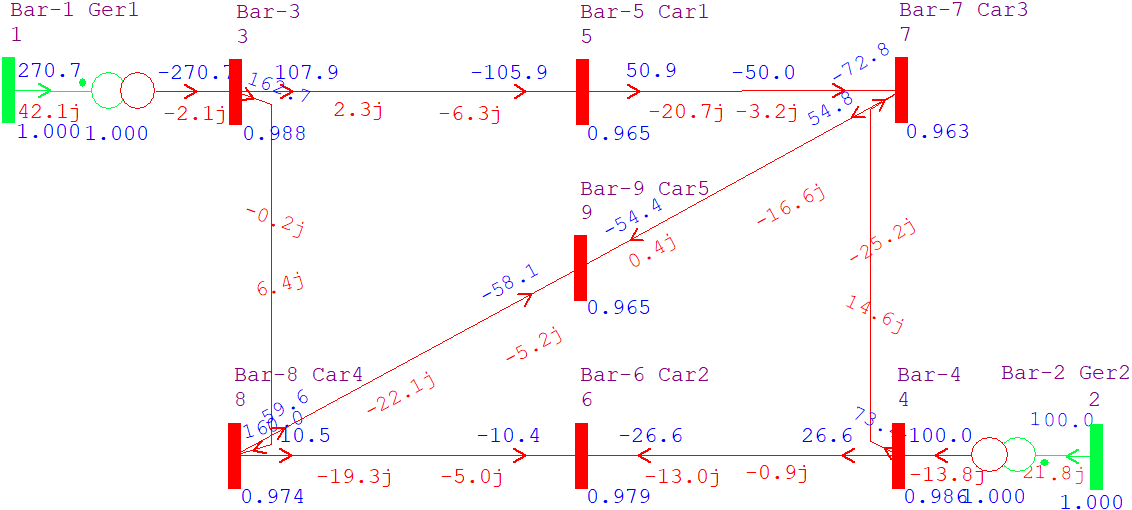 Bar-1 Ger1
1
Bar-3
3
Bar-5 Car1
5
Bar-7 Car3
7
270.7
-270.7
107.9
-105.9
50.9
-50.0
-72.8
42.1j
-2.1j
2.3j
-6.3j
-20.7j
-3.2j
54.8
1.000
1.000
0.988
0.965
0.963
Bar-9 Car5
9
-54.4
-16.6j
-0.2j
0.4j
-25.2j
6.4j
-58.1
0.965
14.6j
-5.2j
Bar-8 Car4
8
Bar-6 Car2
6
Bar-4
4
Bar-2 Ger2
2
-22.1j
59.6
10.5
-10.4
-26.6
26.6
-100.0
100.0
-19.3j
-5.0j
-13.0j
-0.9j
-13.8j
21.8j
0.974
0.979
0.986
1.000
1.000